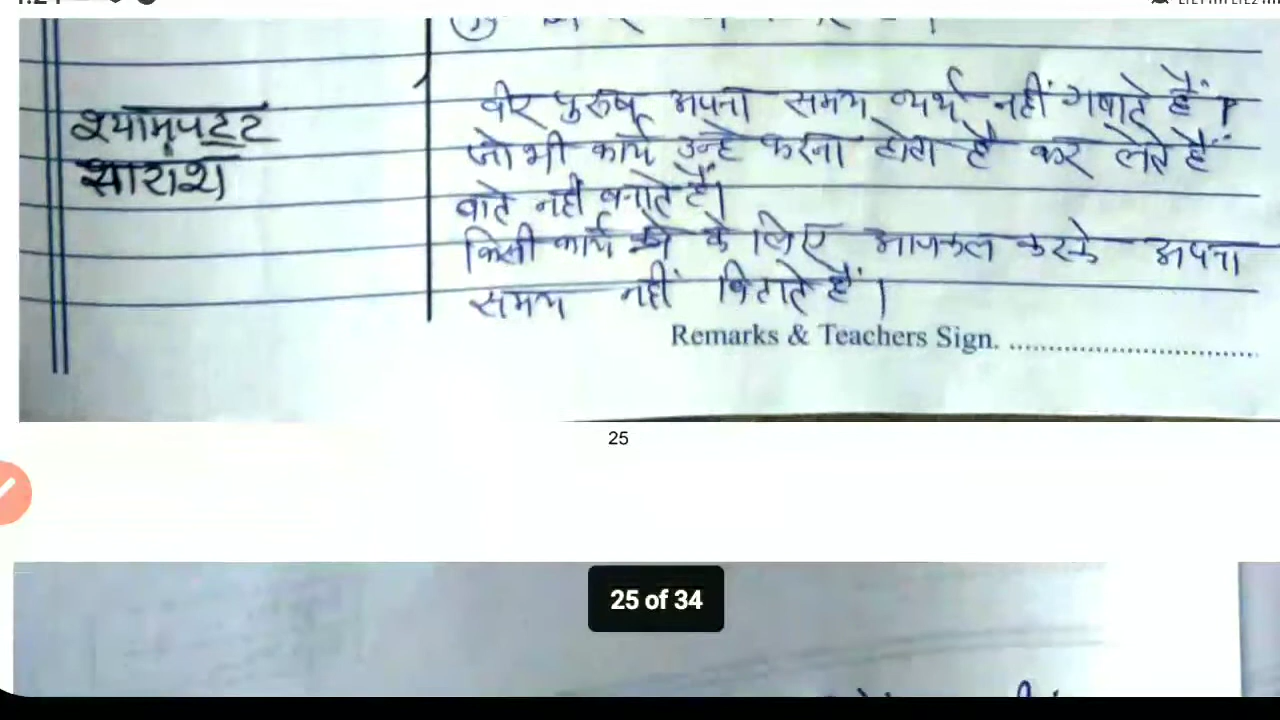 श्यामपट्ट
सारांश
वीर पुरुष अपना समय व्यर्थ नहीं गवाते हैं।
जो भी कार्य उन्हे करना होता है कर लेते हैं
बाते नही बनाते हैं।
किसी कार्य के लिए आजकल करके अपना
समय नहीं बिताते हैं।
Remarks & Teachers Sign. ........................
25
25 of 34